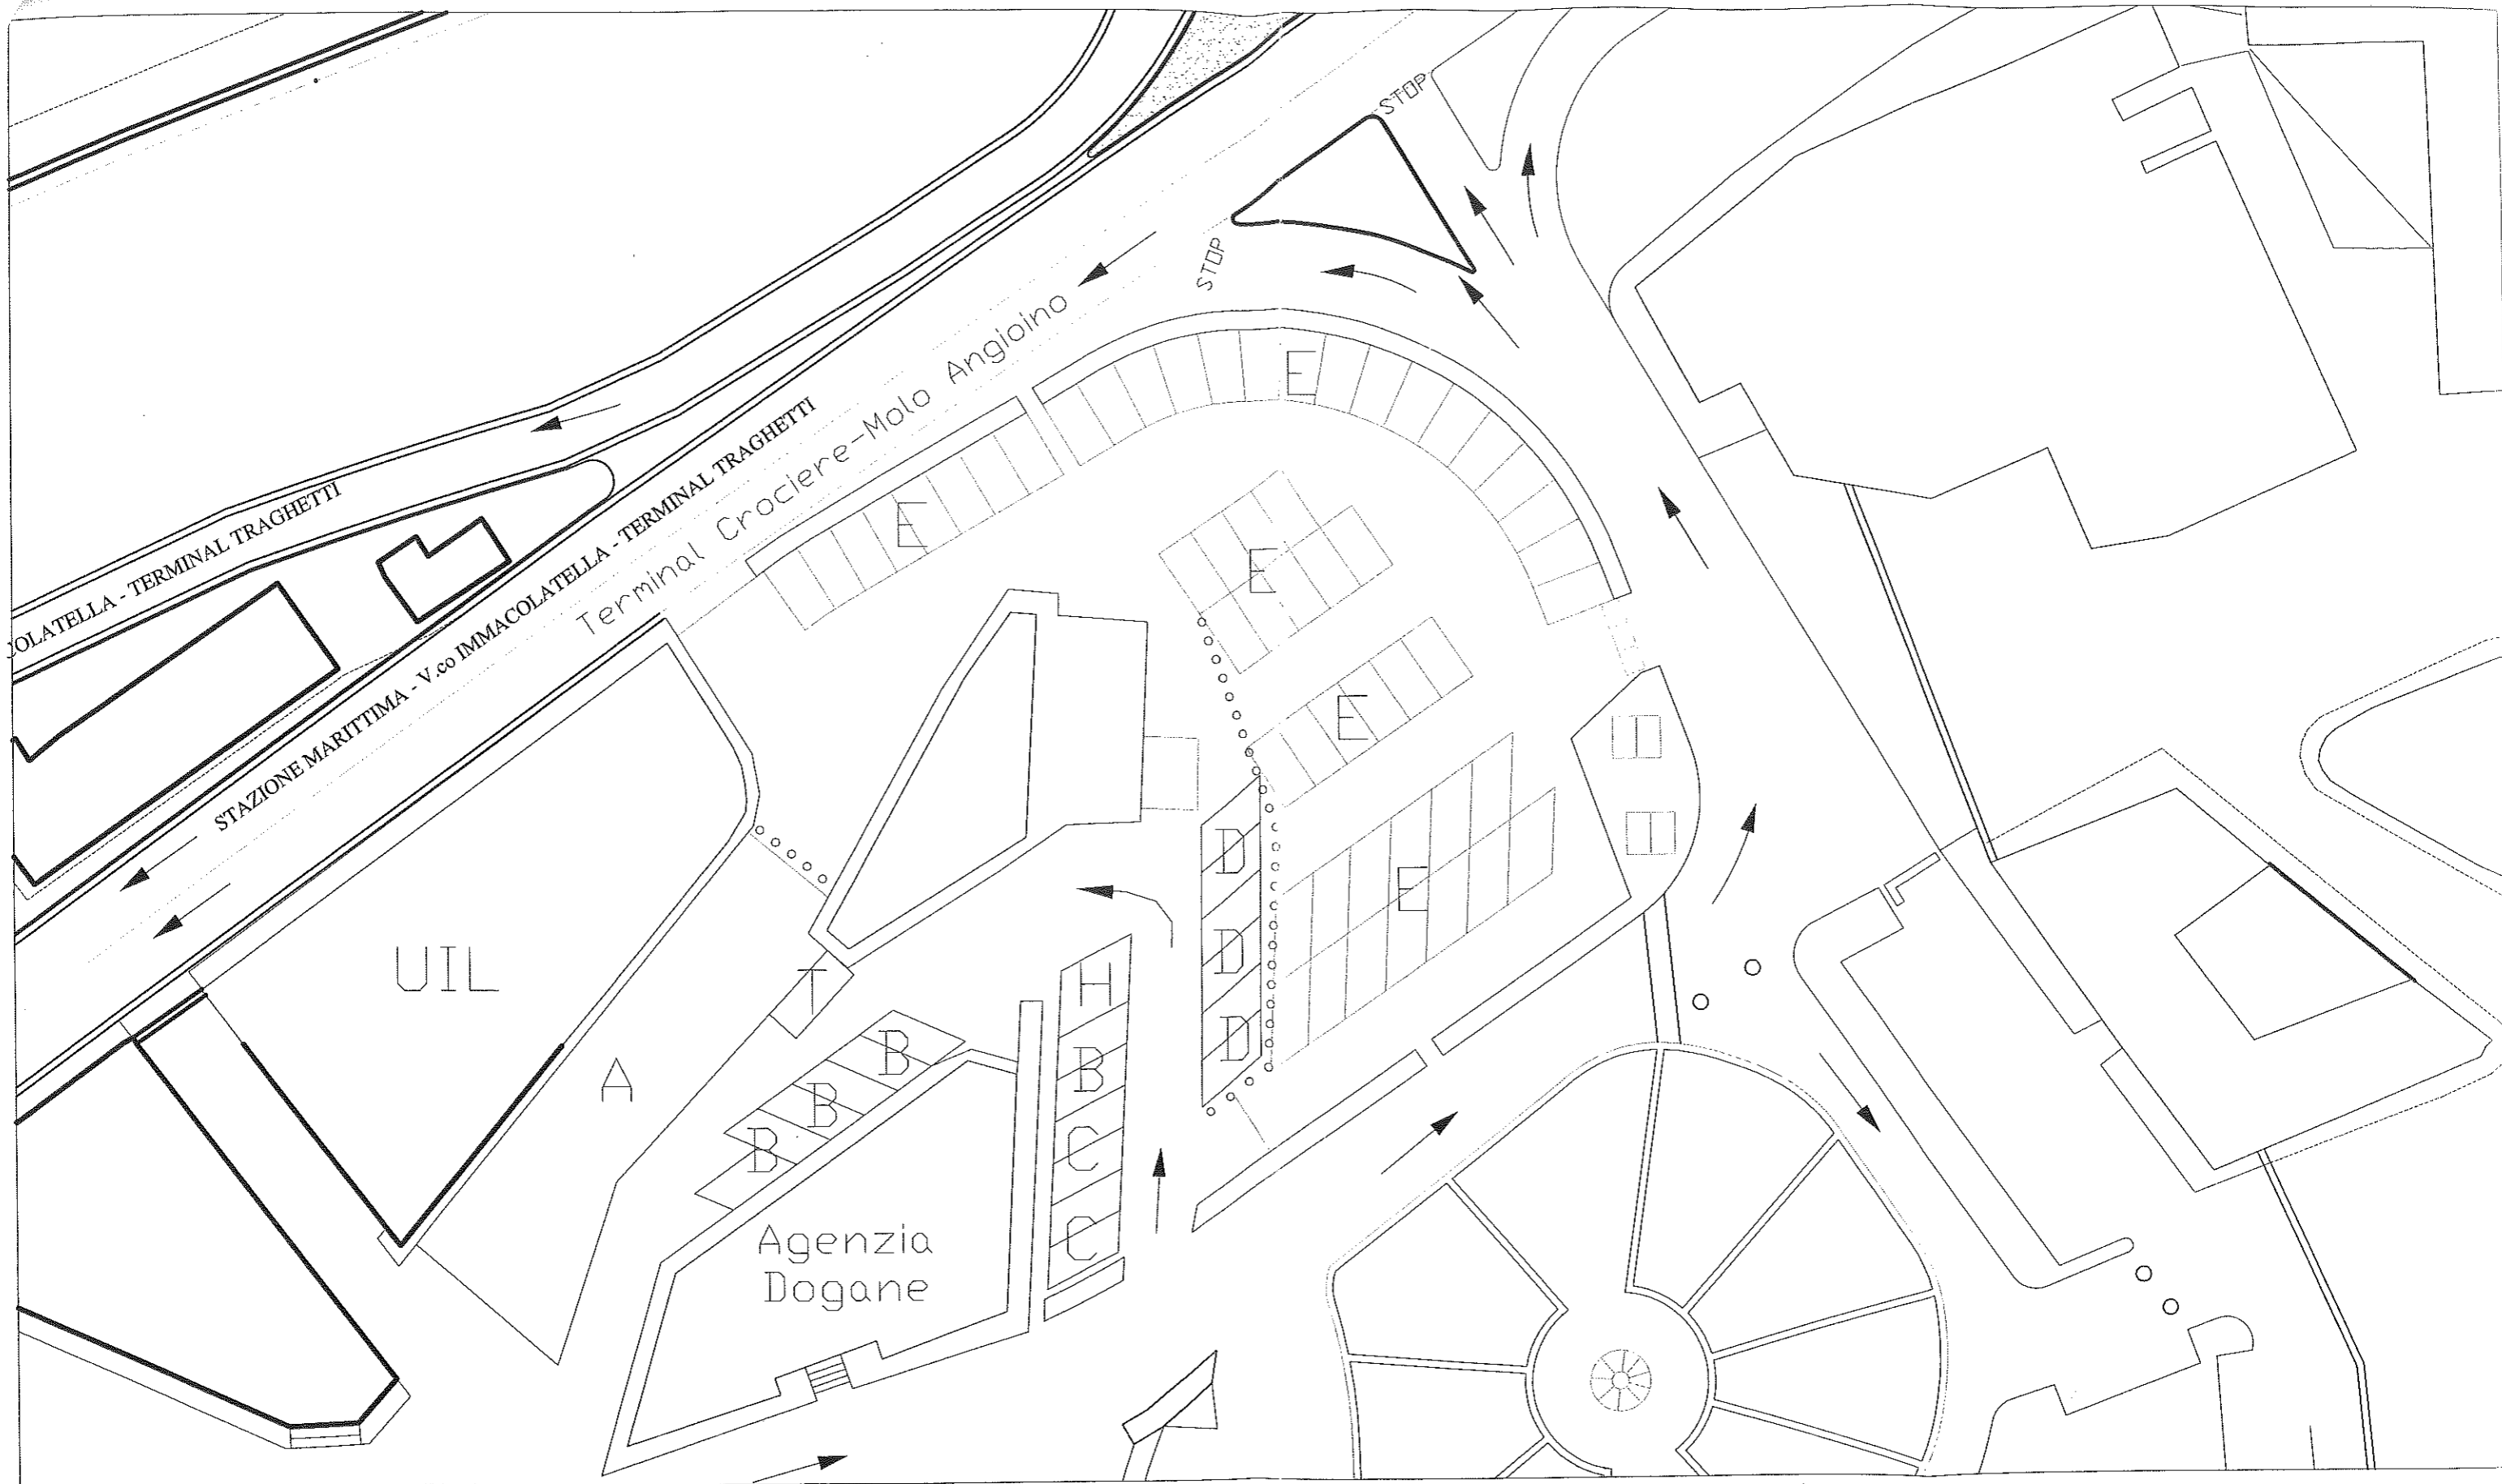 STOP
STOP
Terminal Crociere-Molo Angioino
COLATELLA - TERMINAL TRAGHETTI
STAZIONE MARITTIMA - V.co IMMACOLATELLA - TERMINAL TRAGHETTI
E
E
E
E
E
D
D
D
UIL
A
T
H
B
C
C
B
B
B
Agenzia
Dogane